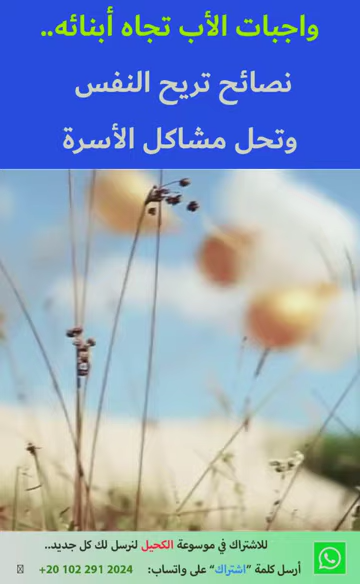 واجبات الأب تجاه أبنائه..
نصائح تريح النفس
وتحل مشاكل الأسرة
للاشتراك في موسوعة الكحيل لنرسل لك كل جديد..
أرسل كلمة “اشتراك” على واتساب: +20 102 291 2024